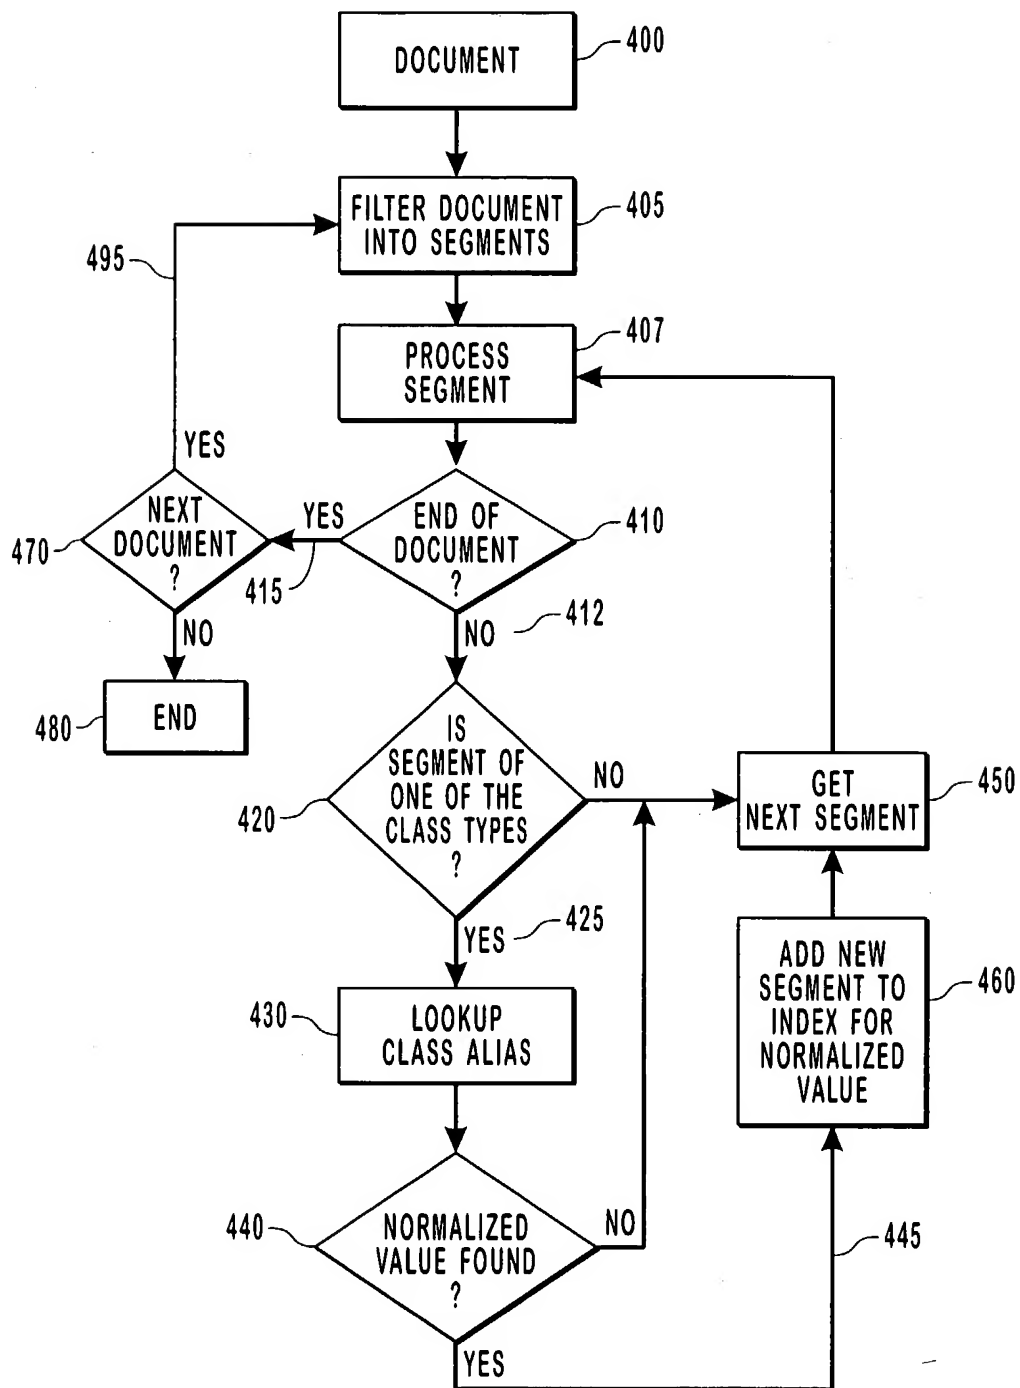 DOCUMENT
400
FILTER DOCUMENT
INTO SEGMENTS
405
495
PROCESS
SEGMENT
407
YES
NEXT
DOCUMENT
?
470
YES
415
END OF
DOCUMENT
?
410
NO
412
NO
END
480
IS
SEGMENT OF
ONE OF THE
CLASS TYPES
?
420
NO
GET
NEXT SEGMENT
450
YES
425
LOOKUP
CLASS ALIAS
430
ADD NEW
SEGMENT TO
INDEX FOR
NORMALIZED
VALUE
460
NORMALIZED
VALUE FOUND
?
440
NO
445
YES